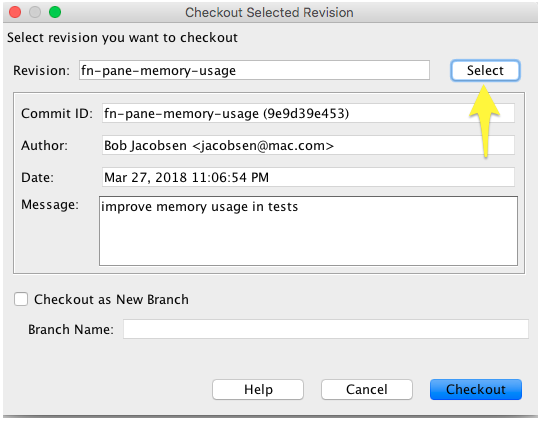 Checkout Selected Revision
Select revision you want to checkout
Revision: fn-pane-memory-usage Select
Commit ID: fn-pane-memory-usage (9e9d39e453)
Author: Bob Jacobsen <jacobsen@mac.com>
Date: Mar 27, 2018 11:06:54 PM
Message: improve memory usage in tests
Checkout as New Branch
Branch Name:
Help Cancel Checkout